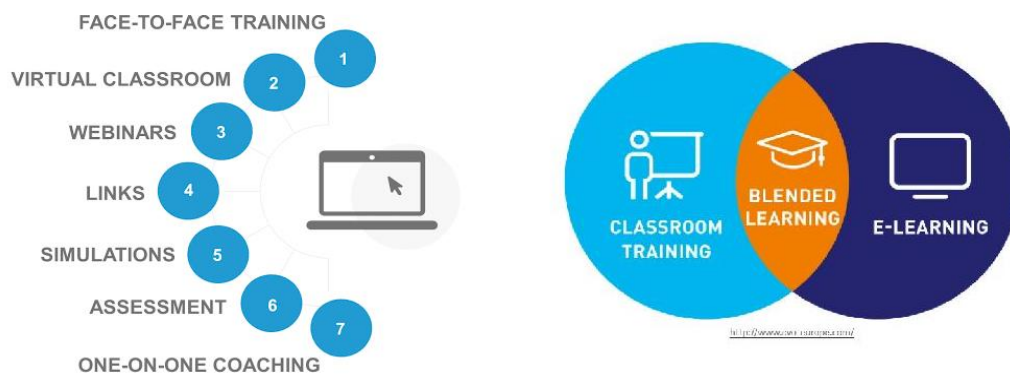 FACE-TO-FACE TRAINING
1
VIRTUAL CLASSROOM
2
WEBINARS
3
LINKS
4
SIMULATIONS
5
ASSESSMENT
6
7
ONE-ON-ONE COACHING
CLASSROOM
TRAINING
BLENDED
LEARNING
E-LEARNING